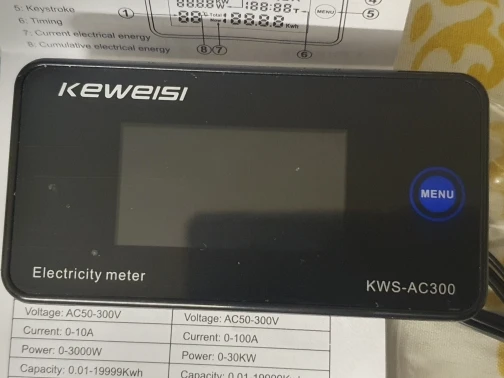 5: Keystroke
6: Timing
7: Current electrical energy
8: Cumulative electrical energy
①
MENU
⑤
⑧⑦
⑥
Total
Kwh
KEWEISI
MENU
Electricity meter
KWS-AC300
Voltage: AC50-300V
Voltage: AC50-300V
Current: 0-10A
Current: 0-100A
Power: 0-3000W
Power: 0-30KW
Capacity: 0.01-19999Kwh